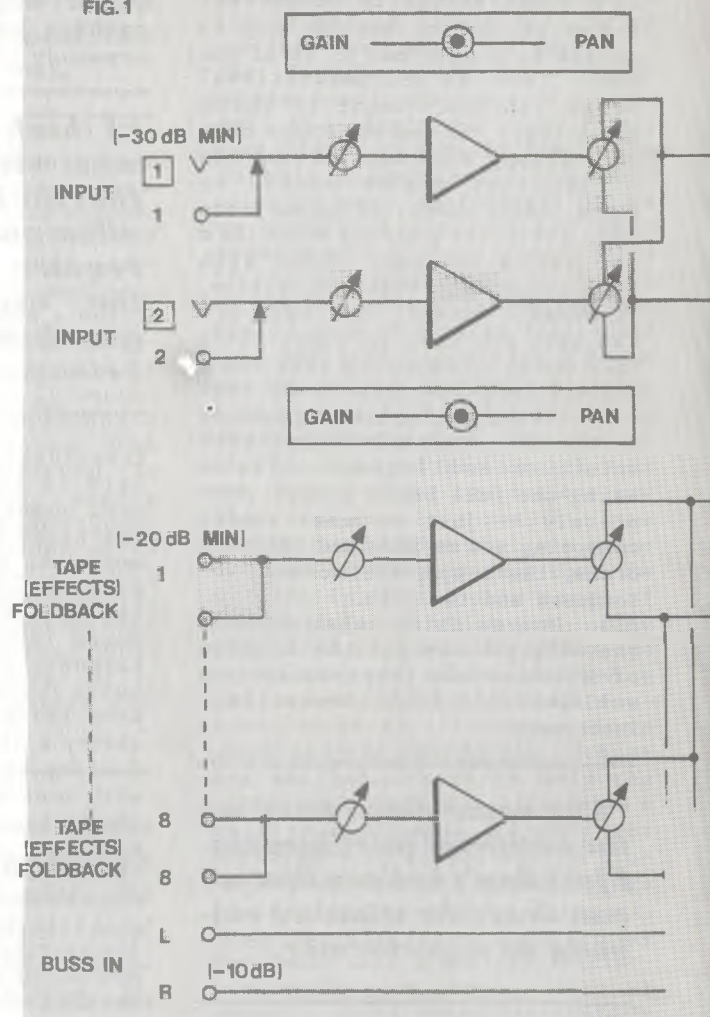 FIG. 1
GAIN PAN
(-30 dB MIN)
1
INPUT
1
2
INPUT
2
GAIN PAN
(-20 dB MIN)
TAPE
(EFFECTS)
FOLDBACK
1
TAPE
(EFFECTS)
FOLDBACK
8
8
L
BUSS IN
(-10 dB)
R